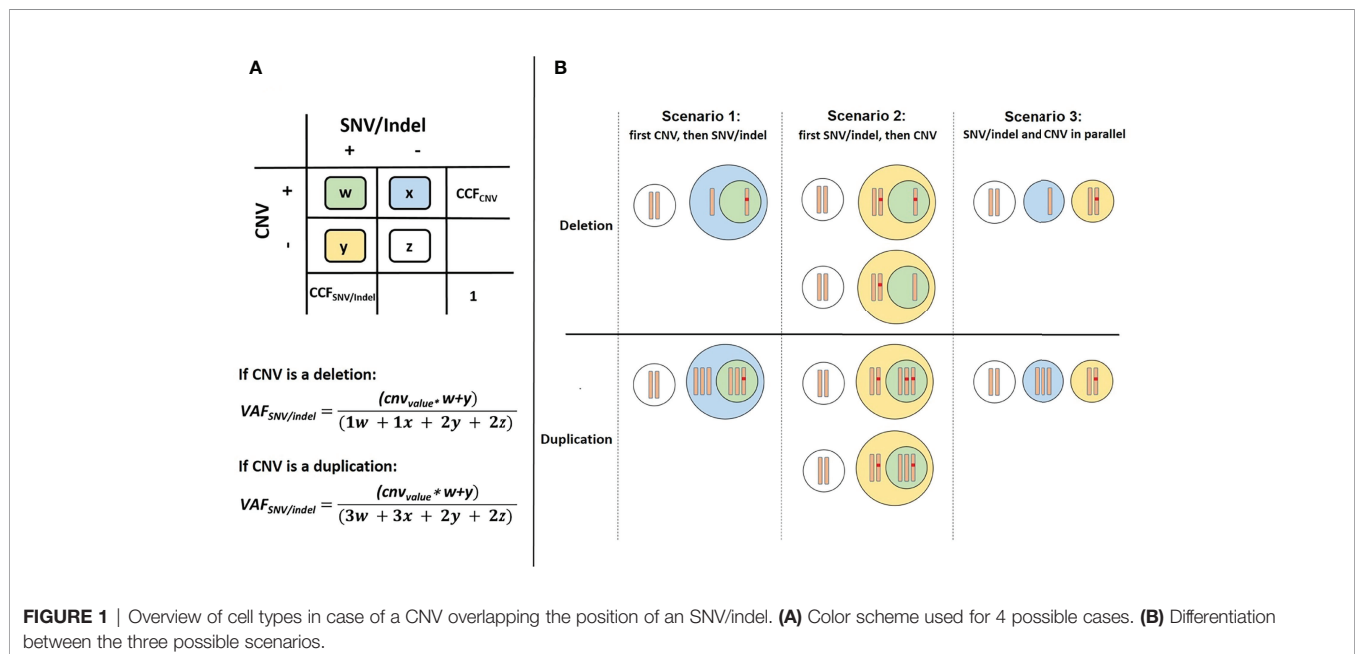 A
SNV/Indel
+ -
CNV
+ w x CCF_CNV
- y z
CCF_SNV/Indel 1
If CNV is a deletion:
VAF_SNV/indel = (cnv_value * w+y) / (1w + 1x + 2y + 2z)
If CNV is a duplication:
VAF_SNV/indel = (cnv_value * w+y) / (3w + 3x + 2y + 2z)
B
Scenario 1:
first CNV, then SNV/indel
Scenario 2:
first SNV/indel, then CNV
Scenario 3:
SNV/indel and CNV in parallel
Deletion
Duplication
FIGURE 1 | Overview of cell types in case of a CNV overlapping the position of an SNV/indel. (A) Color scheme used for 4 possible cases. (B) Differentiation
between the three possible scenarios.